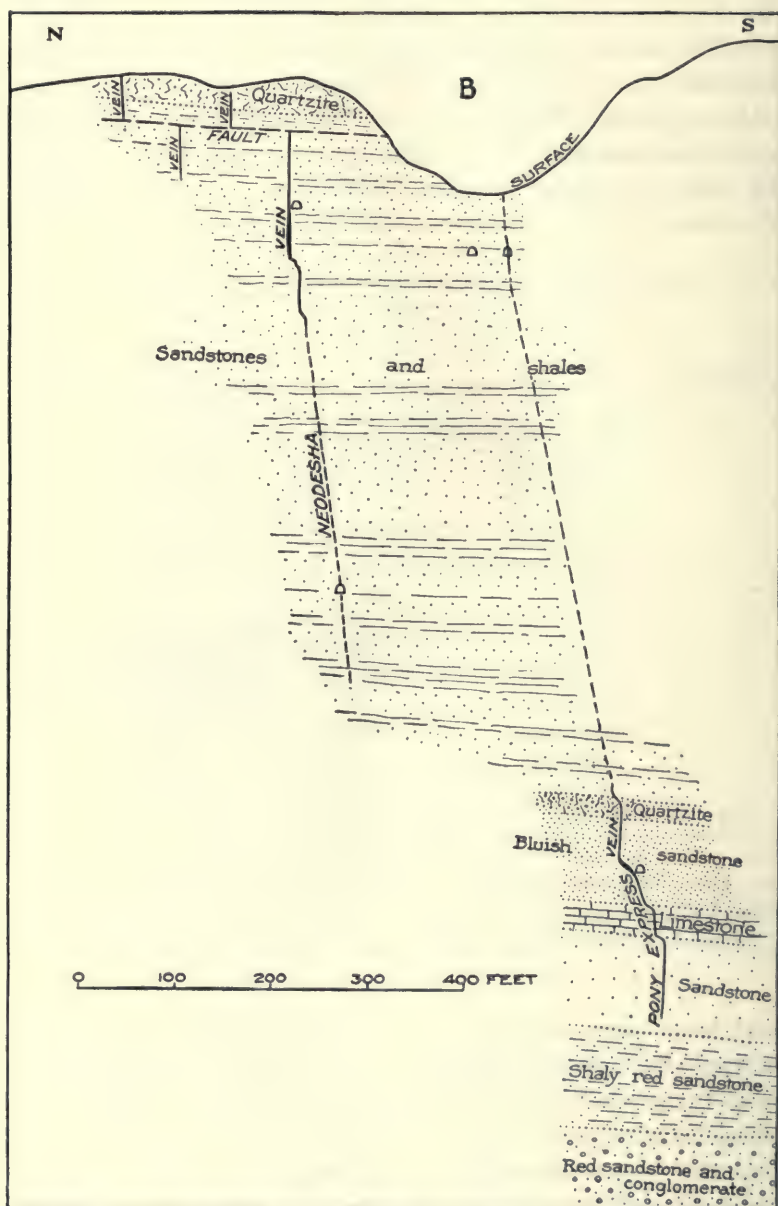 N
S
B
VEIN
VEIN
Quartzite
FAULT
VEIN
SURFACE
VEIN
Sandstones and shales
NEODESHA
Quartzite
VEIN
Bluish sandstone
Limestone
PONY EXPRESS
0 100 200 400 FEET
Sandstone
Shaly red sandstone
Red sandstone and
conglomerate